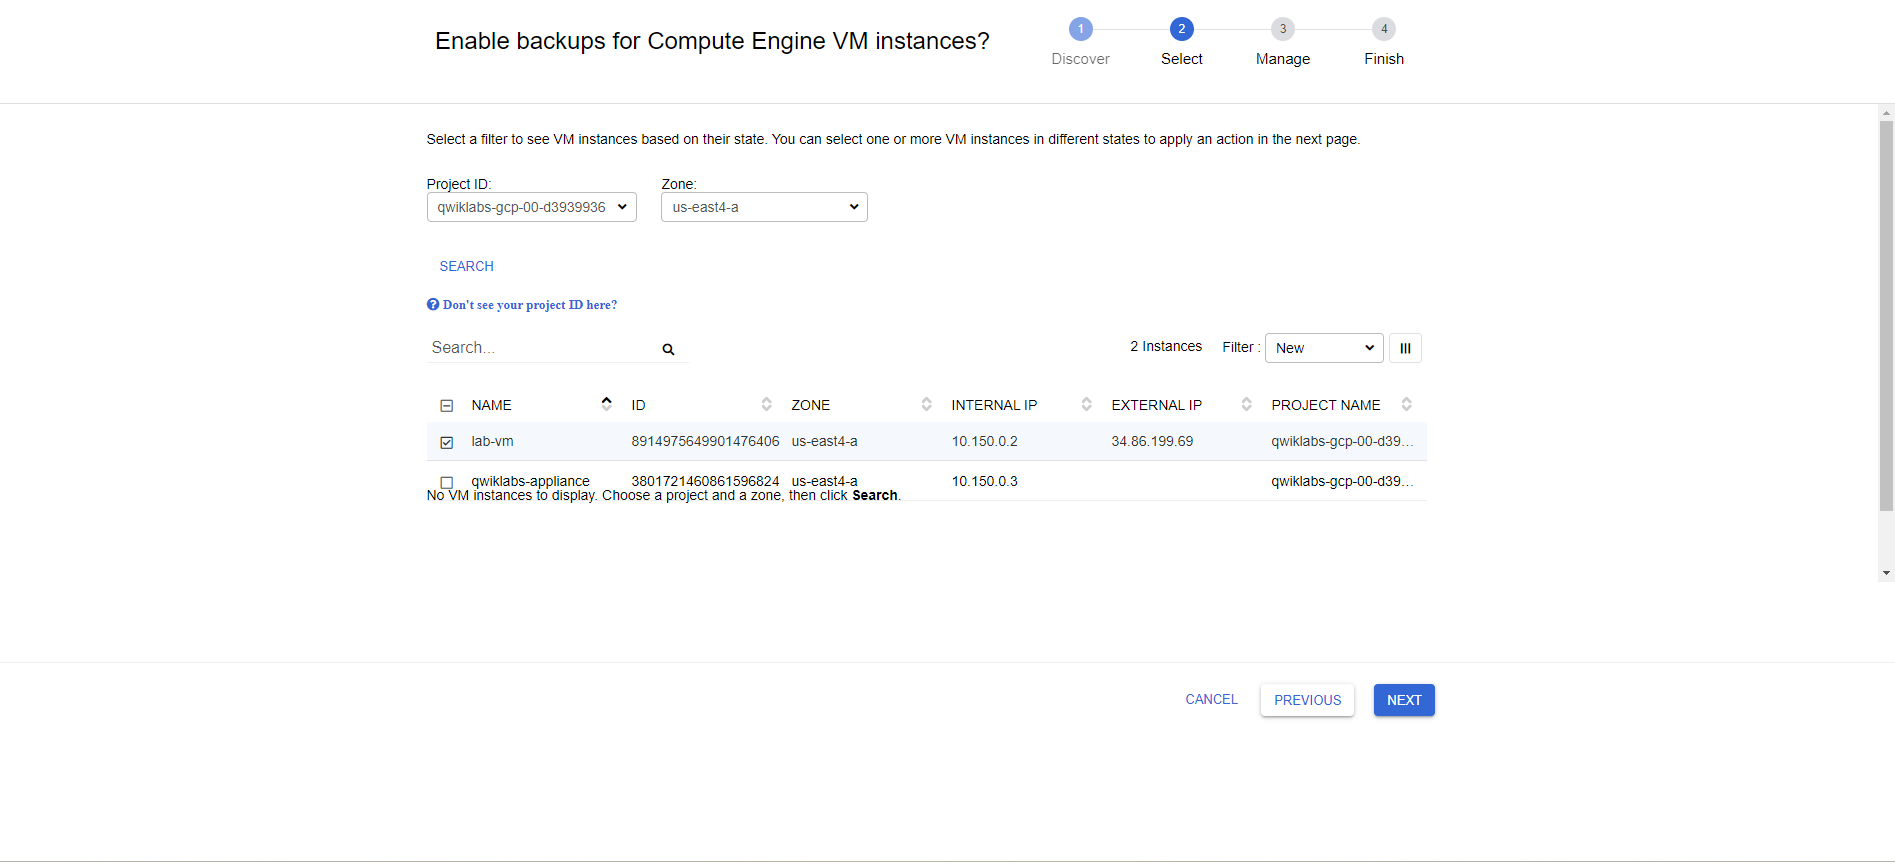 Enable backups for Compute Engine VM instances?
1 2 3 4
Discover Select Manage Finish
Select a filter to see VM instances based on their state. You can select one or more VM instances in different states to apply an action in the next page.
Project ID: Zone:
qwiklabs-gcp-00-d3939936 us-east4-a
SEARCH
Don't see your project ID here?
Search... 2 Instances Filter : New
NAME ID ZONE INTERNAL IP EXTERNAL IP PROJECT NAME
lab-vm 8914975649901476406 us-east4-a 10.150.0.2 34.86.199.69 qwiklabs-gcp-00-d39...
qwiklabs-appliance 3801721460861596824 us-east4-a 10.150.0.3 qwiklabs-gcp-00-d39...
No VM instances to display. Choose a project and a zone, then click Search.
CANCEL PREVIOUS NEXT